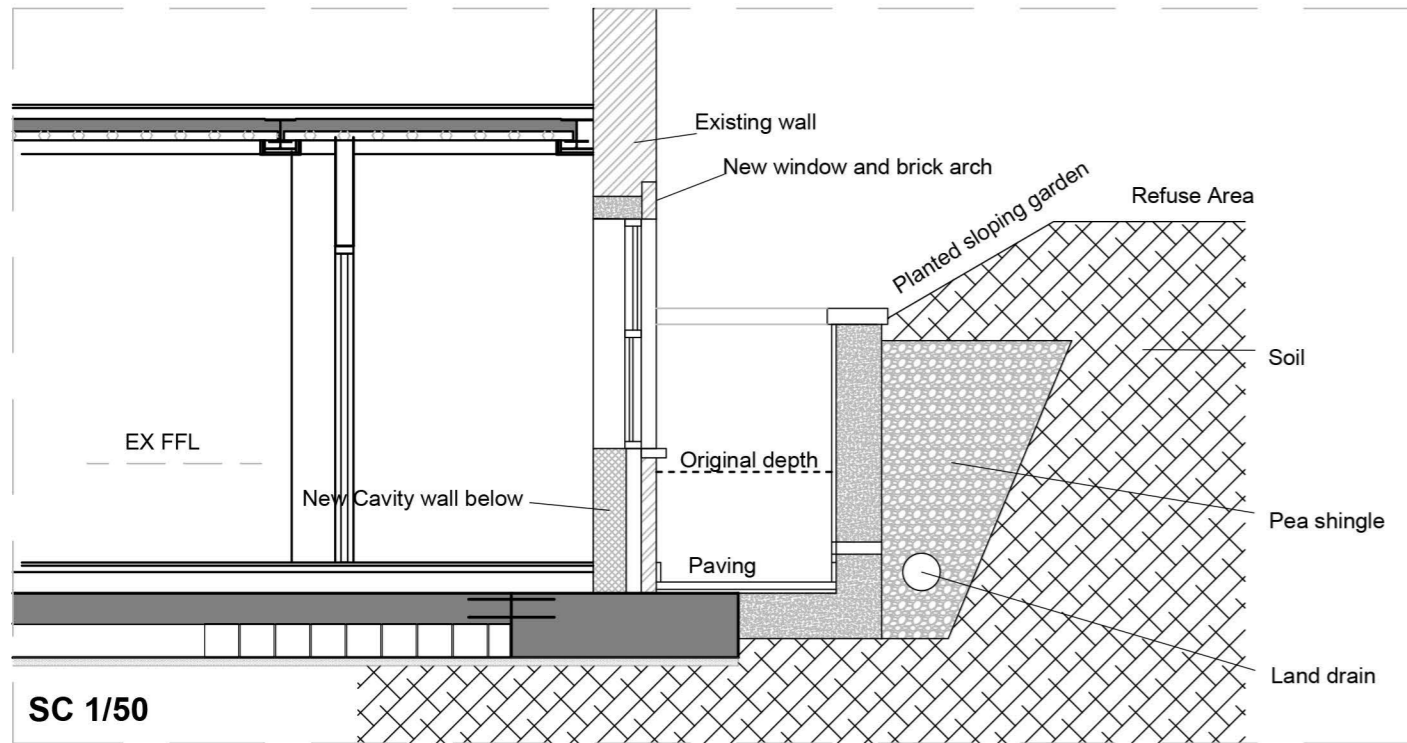 Existing wall
New window and brick arch
Planted sloping garden
Refuse Area
Soil
EX FFL
Original depth
New Cavity wall below
Pea shingle
Paving
Land drain
SC 1/50